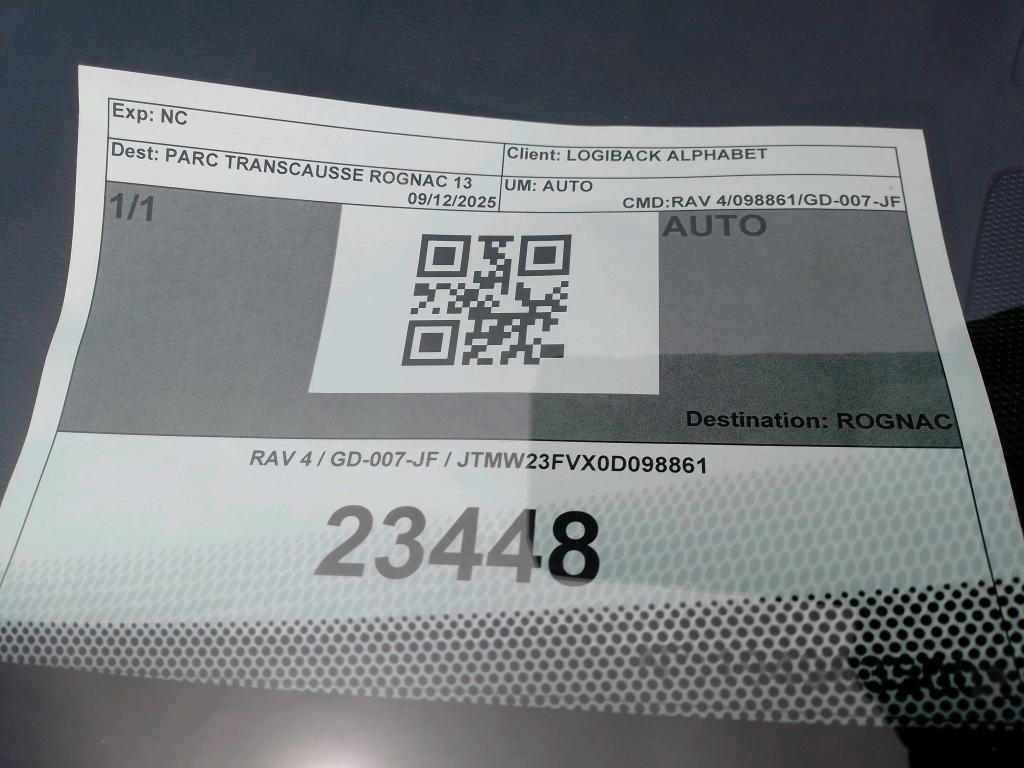 Exp: NC
Client: LOGIBACK ALPHABET
Dest: PARC TRANSCAUSSE ROGNAC 13
09/12/2025
UM: AUTO
CMD:RAV 4/098861/GD-007-JF
1/1
AUTO
Destination: ROGNAC
RAV 4 / GD-007-JF / JTMW23FVX0D098861
23448